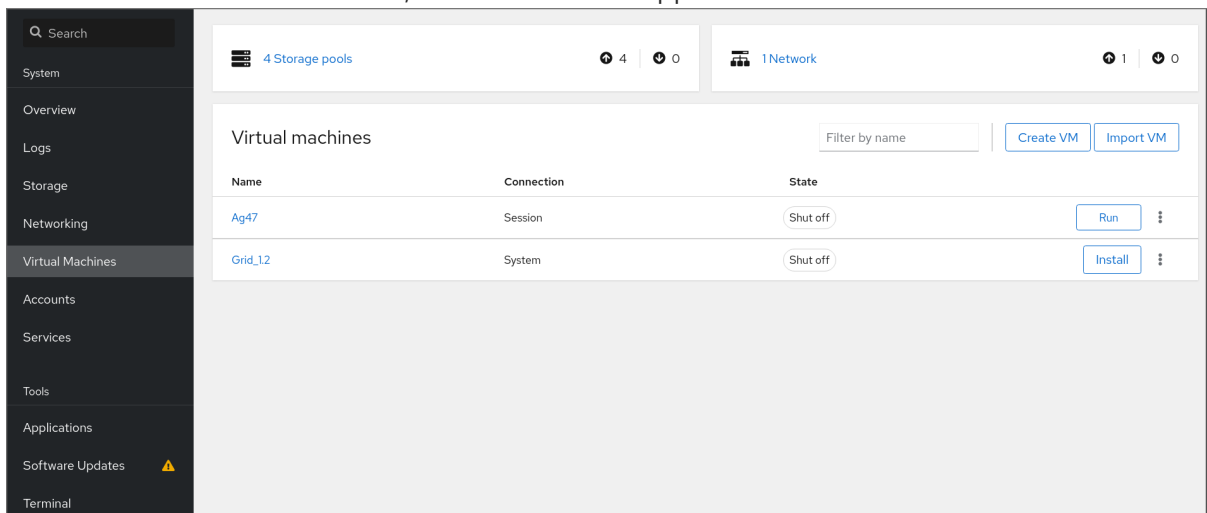 Search
System
Overview
Logs
Storage
Networking
Virtual Machines
Accounts
Services
Tools
Applications
Software Updates
Terminal
4 Storage pools 4 0
1 Network 1 0
Virtual machines Filter by name Create VM Import VM
Name Connection State
Ag47 Session Shut off Run
Grid_1.2 System Shut off Install